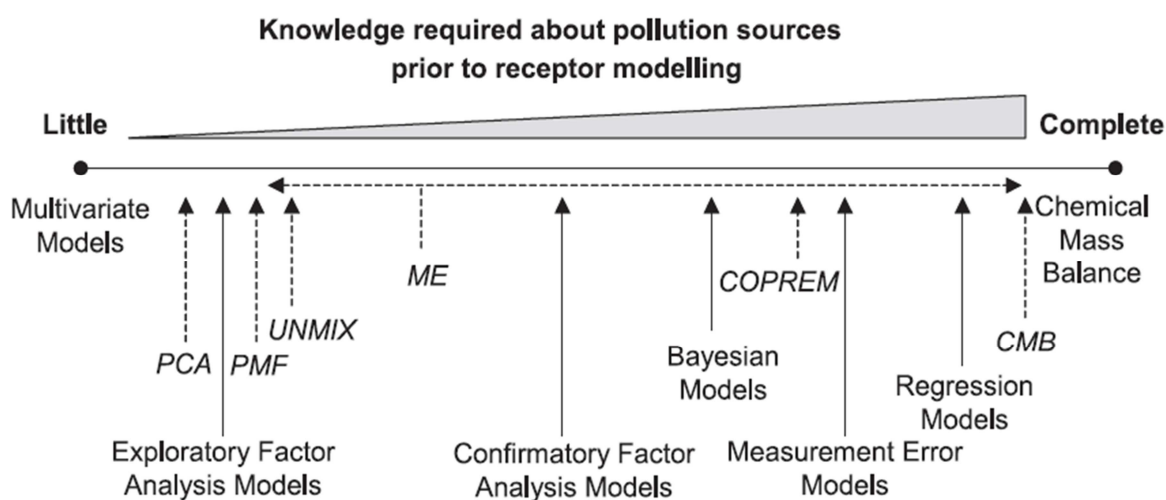 Knowledge required about pollution sources
prior to receptor modelling
Little
Complete
Multivariate
Models
Chemical
Mass
Balance
ME
COPREM
UNMIX
CMB
PCA
PMF
Bayesian
Models
Regression
Models
Exploratory Factor
Analysis Models
Confirmatory Factor
Analysis Models
Measurement Error
Models